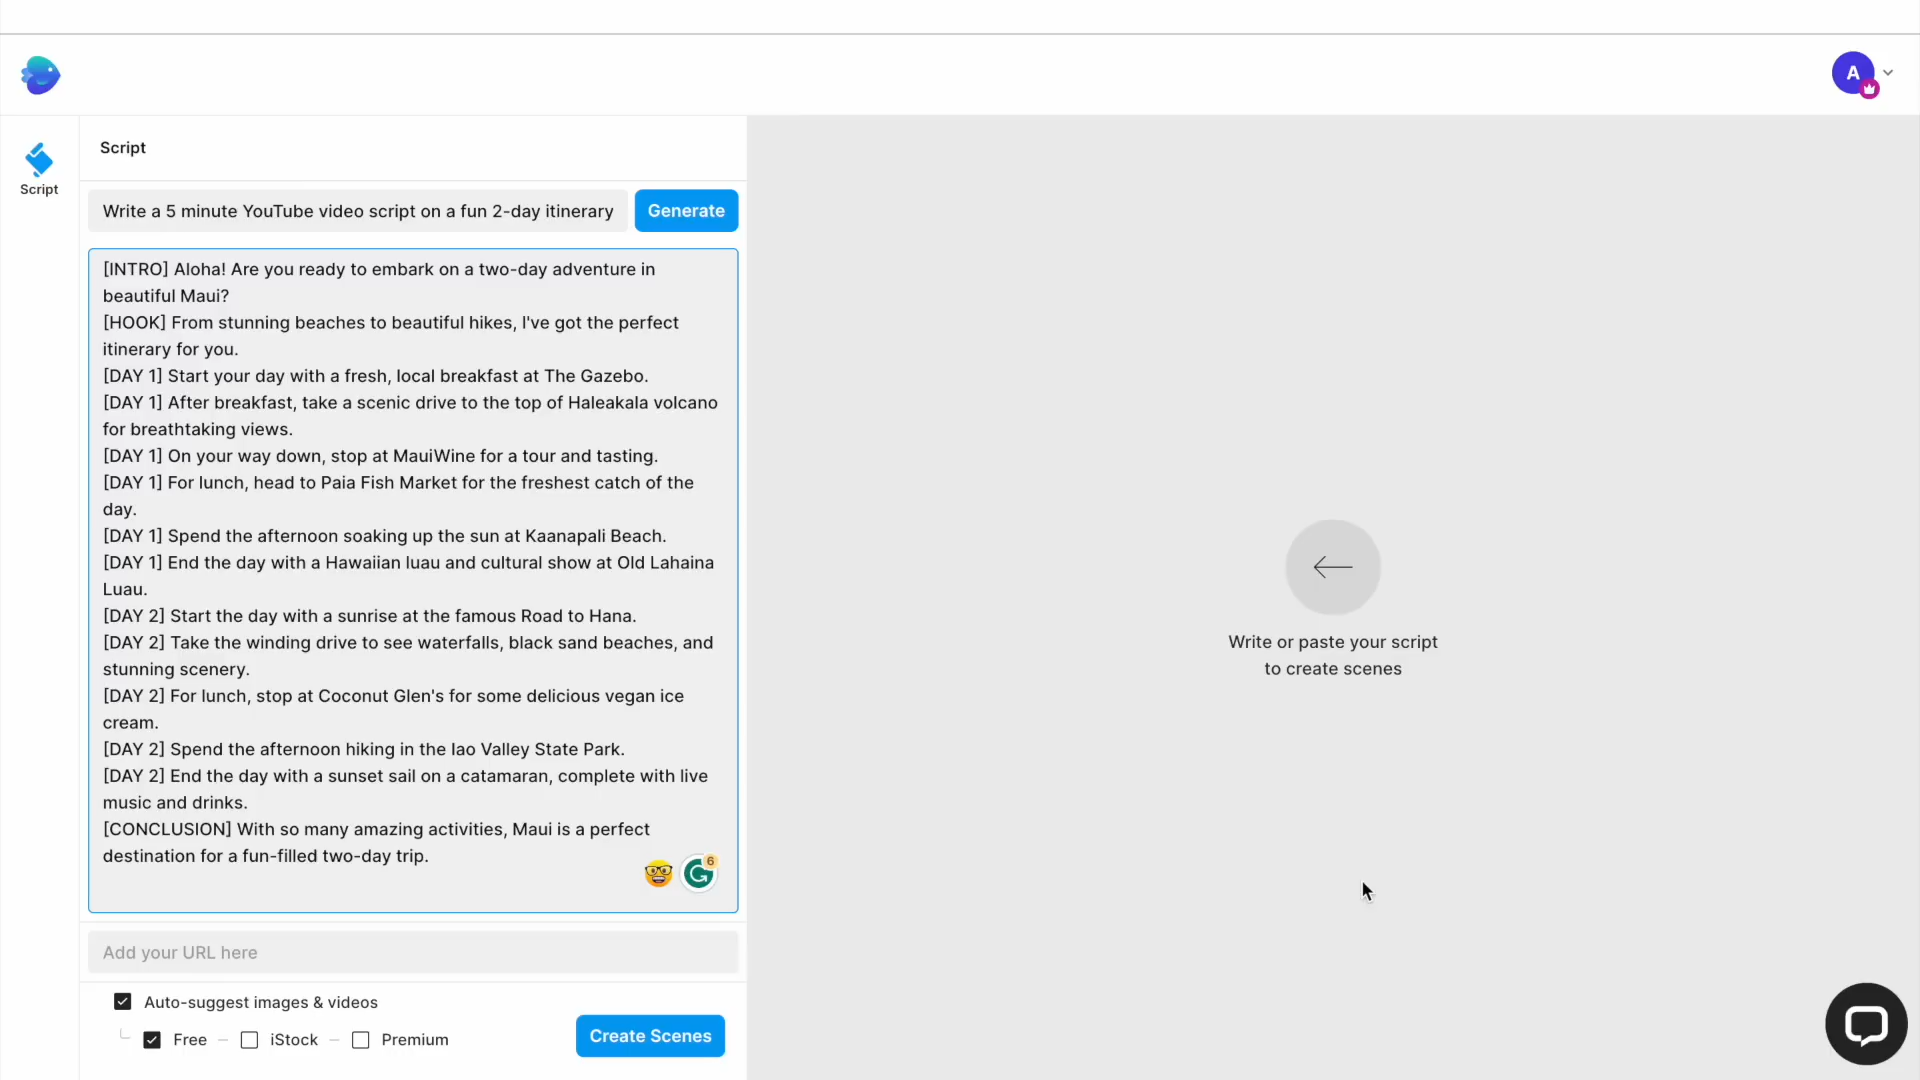 A
Script
Script
Write a 5 minute YouTube video script on a fun 2-day itinerary
Generate
[INTRO] Aloha! Are you ready to embark on a two-day adventure in
beautiful Maui?
[HOOK] From stunning beaches to beautiful hikes, I've got the perfect
itinerary for you.
[DAY 1] Start your day with a fresh, local breakfast at The Gazebo.
[DAY 1] After breakfast, take a scenic drive to the top of Haleakala volcano
for breathtaking views.
[DAY 1] On your way down, stop at MauiWine for a tour and tasting.
[DAY 1] For lunch, head to Paia Fish Market for the freshest catch of the
day.
[DAY 1] Spend the afternoon soaking up the sun at Kaanapali Beach.
[DAY 1] End the day with a Hawaiian luau and cultural show at Old Lahaina
Luau.
[DAY 2] Start the day with a sunrise at the famous Road to Hana.
[DAY 2] Take the winding drive to see waterfalls, black sand beaches, and
stunning scenery.
[DAY 2] For lunch, stop at Coconut Glen's for some delicious vegan ice
cream.
[DAY 2] Spend the afternoon hiking in the Iao Valley State Park.
[DAY 2] End the day with a sunset sail on a catamaran, complete with live
music and drinks.
[CONCLUSION] With so many amazing activities, Maui is a perfect
destination for a fun-filled two-day trip.
6
Add your URL here
Auto-suggest images & videos
Free – iStock – Premium
Create Scenes
Write or paste your script
to create scenes